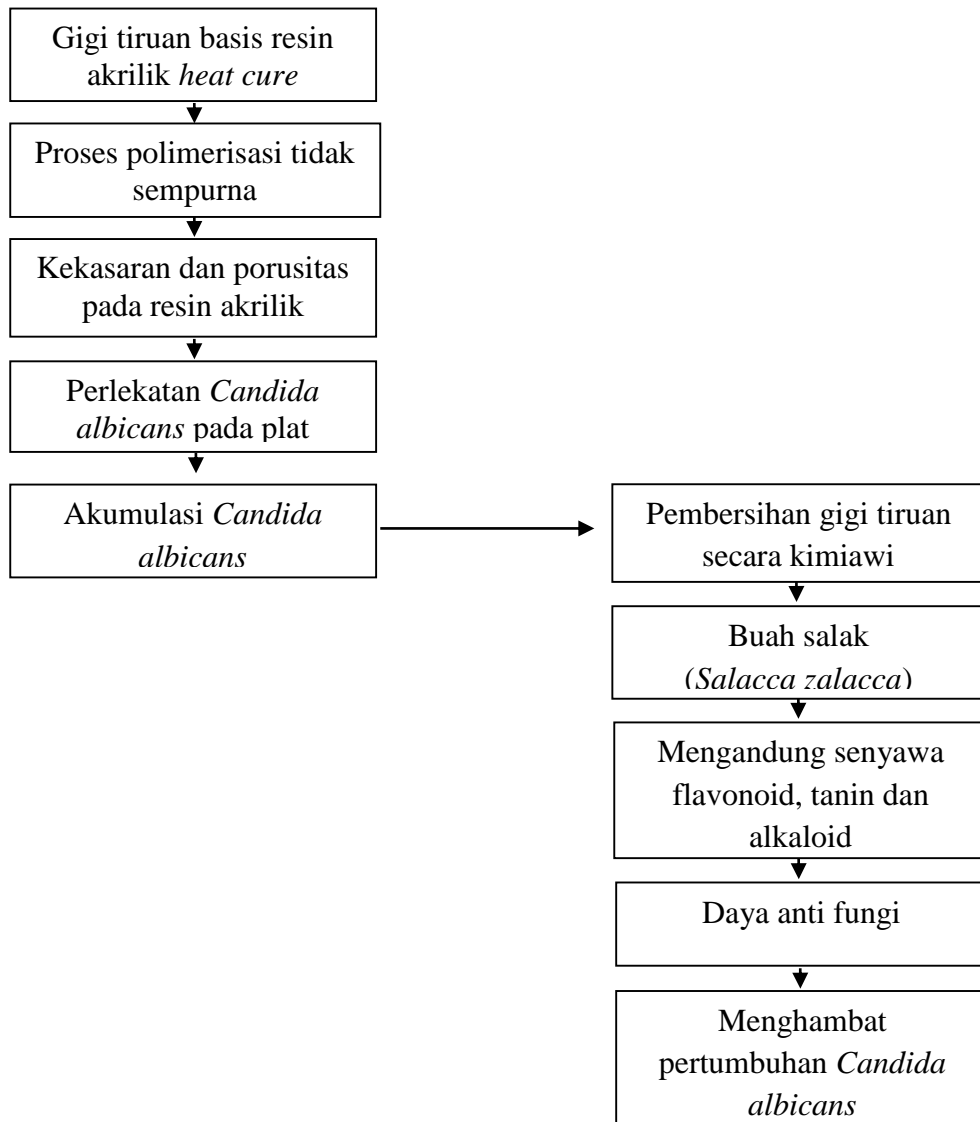 Gigi tiruan basis resin
akrilik heat cure
Proses polimerisasi tidak
sempurna
Kekasaran dan porusitas
pada resin akrilik
Perlekatan Candida
albicans pada plat
Akumulasi Candida
albicans
Pembersihan gigi tiruan
secara kimiawi
Buah salak
(Salacca zalacca)
Mengandung senyawa
flavonoid, tanin dan
alkaloid
Daya anti fungi
Menghambat
pertumbuhan Candida
albicans